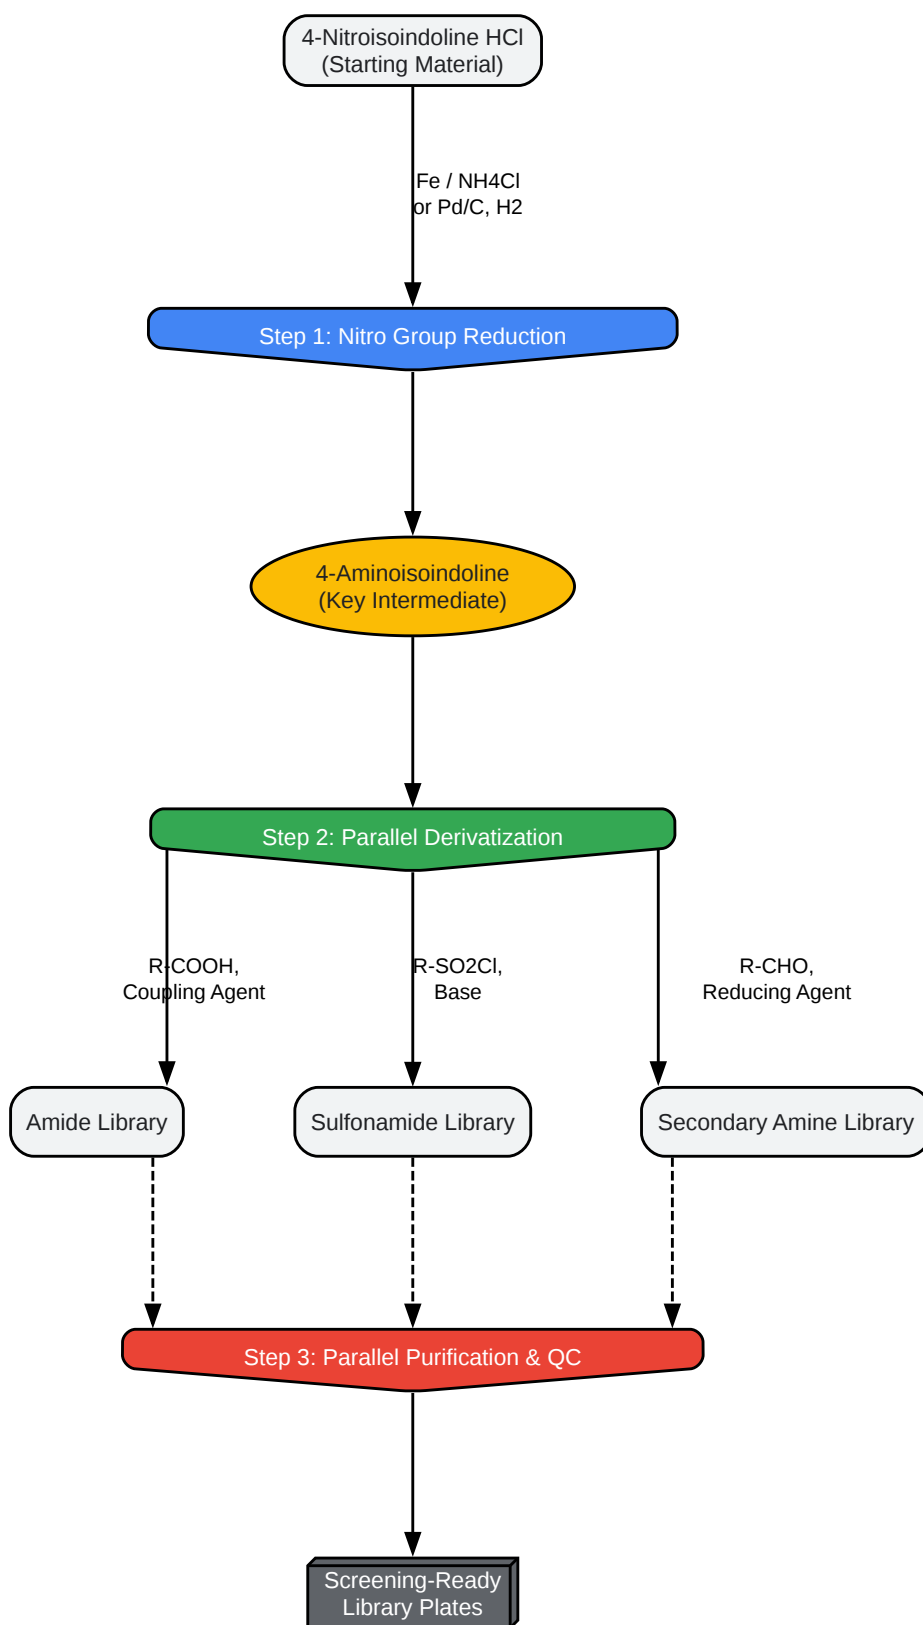 4-Nitroisoindoline HCl
(Starting Material)
Fe / NH4Cl
or Pd/C, H2
Step 1: Nitro Group Reduction
4-Aminoisoindoline
(Key Intermediate)
Step 2: Parallel Derivatization
R-COOH,
Coupling Agent
R-SO2Cl,
Base
R-CHO,
Reducing Agent
Amide Library
Sulfonamide Library
Secondary Amine Library
Step 3: Parallel Purification & QC
Screening-Ready
Library Plates